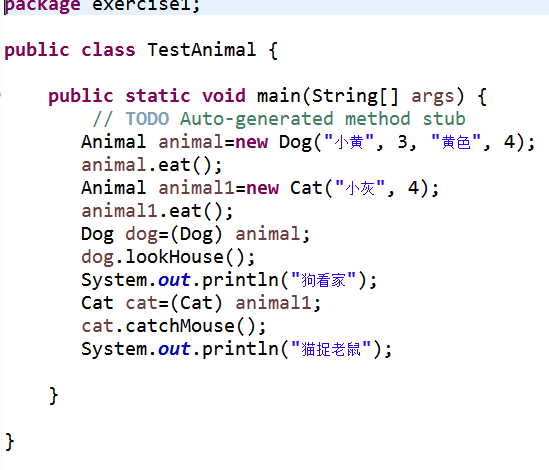 package exercise1;
public class TestAnimal {
public static void main(String[] args) {
// TODO Auto-generated method stub
Animal animal=new Dog("小黄", 3, "黄色", 4);
animal.eat();
Animal animal1=new Cat("小灰", 4);
animal1.eat();
Dog dog=(Dog) animal;
dog.lookHouse();
System.out.println("狗看家");
Cat cat=(Cat) animal1;
cat.catchMouse();
System.out.println("猫捉老鼠");
}
}